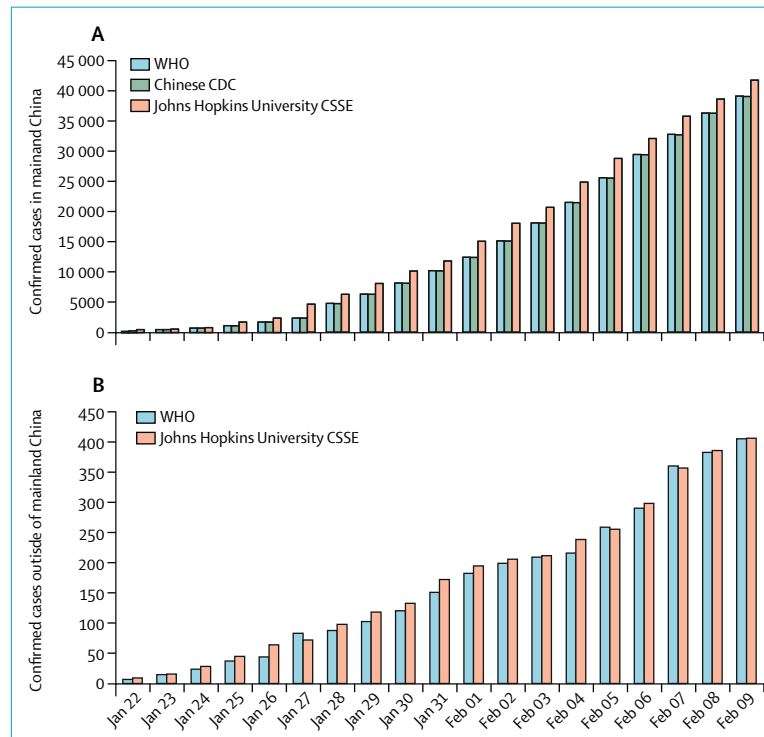 A
WHO
Chinese CDC
Johns Hopkins University CSSE
Confirmed cases in mainand China
45 000
40 000
35 000
30 000
25 000
20 000
15 000
10 000
5000
0
B
WHO
Johns Hopkins University CSSE
Confirmed cases outisde of mainland China
450
400
350
300
250
200
150
100
50
0
Jan 22
Jan 23
Jan 24
Jan 25
Jan 26
Jan 27
Jan 28
Jan 29
Jan 30
Jan 31
Feb 01
Feb 02
Feb 03
Feb 04
Feb 05
Feb 06
Feb 07
Feb 08
Feb 09